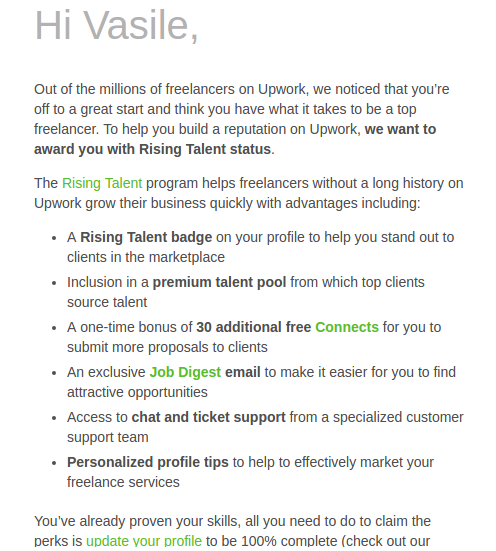 Hi Vasile,
Out of the millions of freelancers on Upwork, we noticed that you’re
off to a great start and think you have what it takes to be a top
freelancer. To help you build a reputation on Upwork, we want to
award you with Rising Talent status.
The Rising Talent program helps freelancers without a long history on
Upwork grow their business quickly with advantages including:
• A Rising Talent badge on your profile to help you stand out to
clients in the marketplace
• Inclusion in a premium talent pool from which top clients
source talent
• A one-time bonus of 30 additional free Connects for you to
submit more proposals to clients
• An exclusive Job Digest email to make it easier for you to find
attractive opportunities
• Access to chat and ticket support from a specialized customer
support team
• Personalized profile tips to help to effectively market your
freelance services
You’ve already proven your skills, all you need to do to claim the
perks is update your profile to be 100% complete (check out our